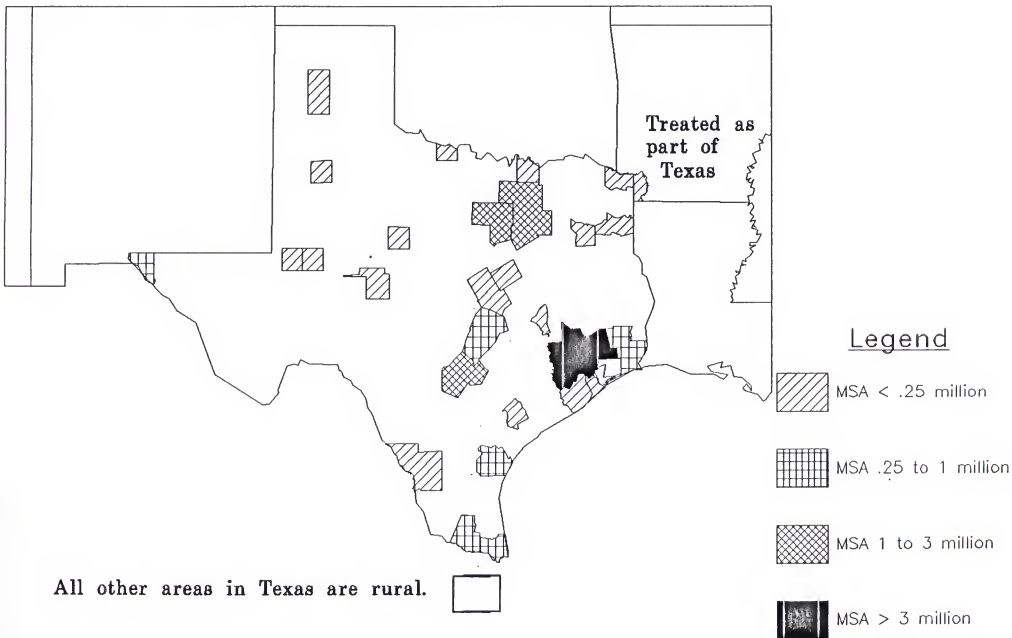 Treated as
part of
Texas
Legend
MSA < .25 million
MSA .25 to 1 million
MSA 1 to 3 million
MSA > 3 million
All other areas in Texas are rural.